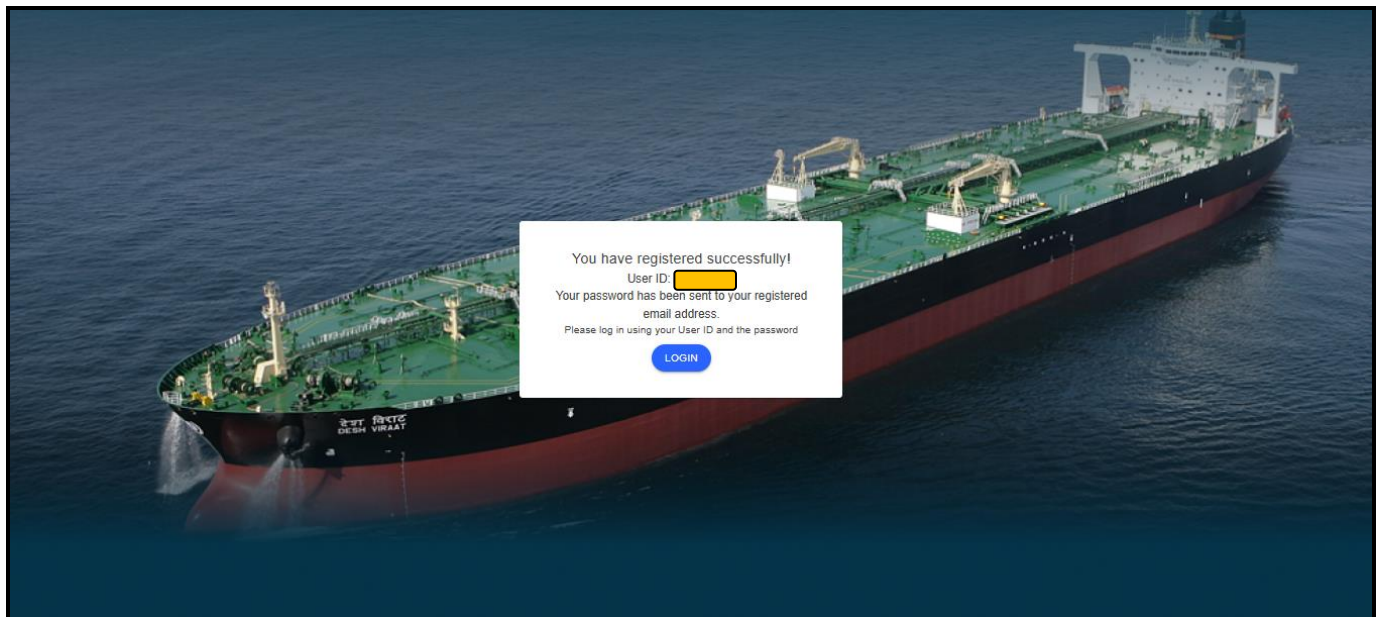 You have registered successfully!
User ID:
Your password has been sent to your registered
email address.
Please log in using your User ID and the password
LOGIN
देश विराट
DESH VIRAAT